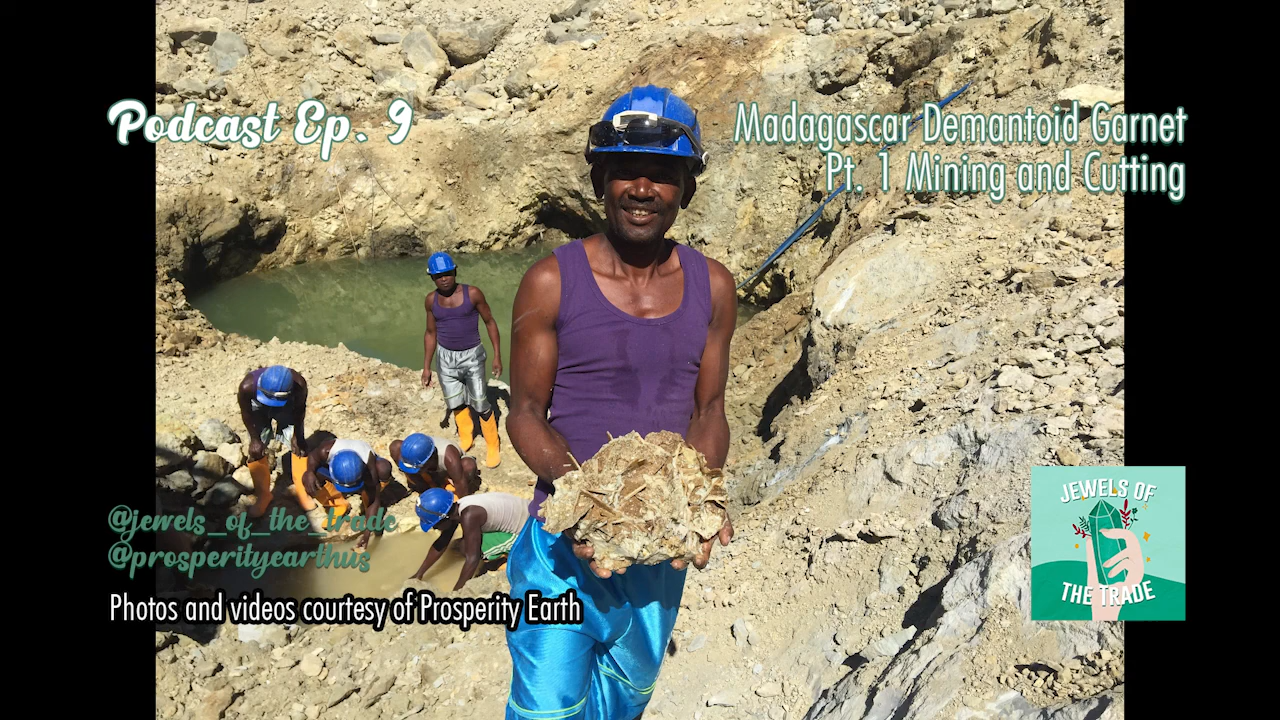 Podcast Ep. 9
Madagascar Demantoid Garnet
Pt. 1 Mining and Cutting
@jewels_of_the_trade
@prosperityearthus
Photos and videos courtesy of Prosperity Earth
JEWELS OF
THE TRADE